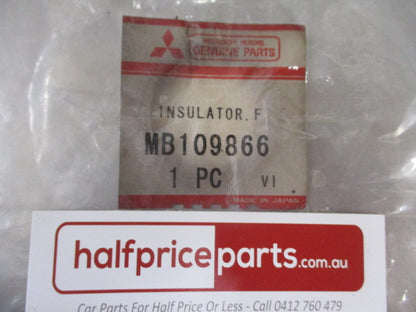 MITSUBISHI MOTORS
GENUINE PARTS
INSULATOR, F
MB109866
1 PC VI
MADE IN JAPAN
halfpriceparts.com.au
Car Parts For Half Price Or Less - Call 0412 760 479